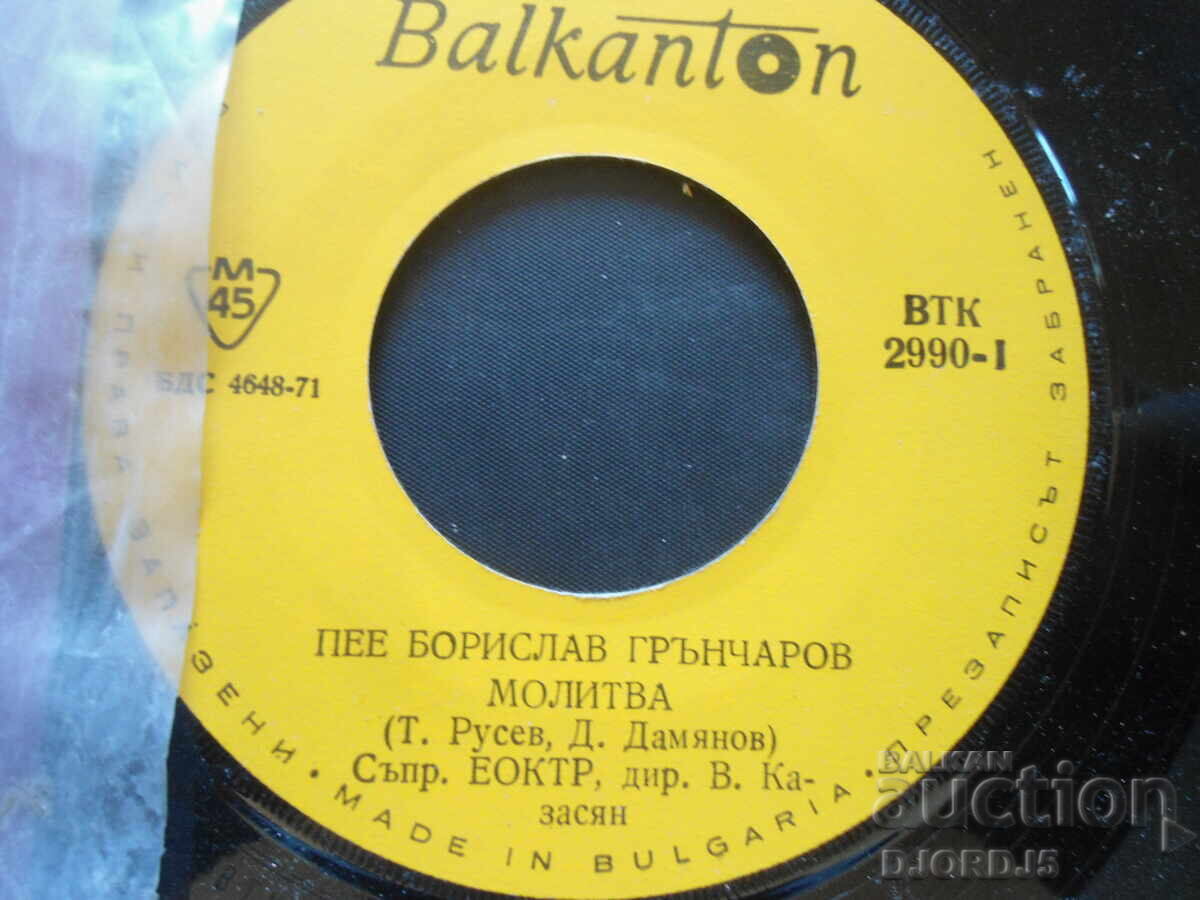 Balkanton
М
45
БДС 4648-71
ВТК
2990-I
ПЕЕ БОРИСЛАВ ГРЪНЧАРОВ
МОЛИТВА
(Т. Русев, Д. Дамянов)
Съпр. ЕОКТР, дир. В. Ка-
засян
ПРЕЗАПИСЪТ ЗАБРАНЕН
• MADE IN BULGARIA •
BALKAN
auction
DJORDJ5